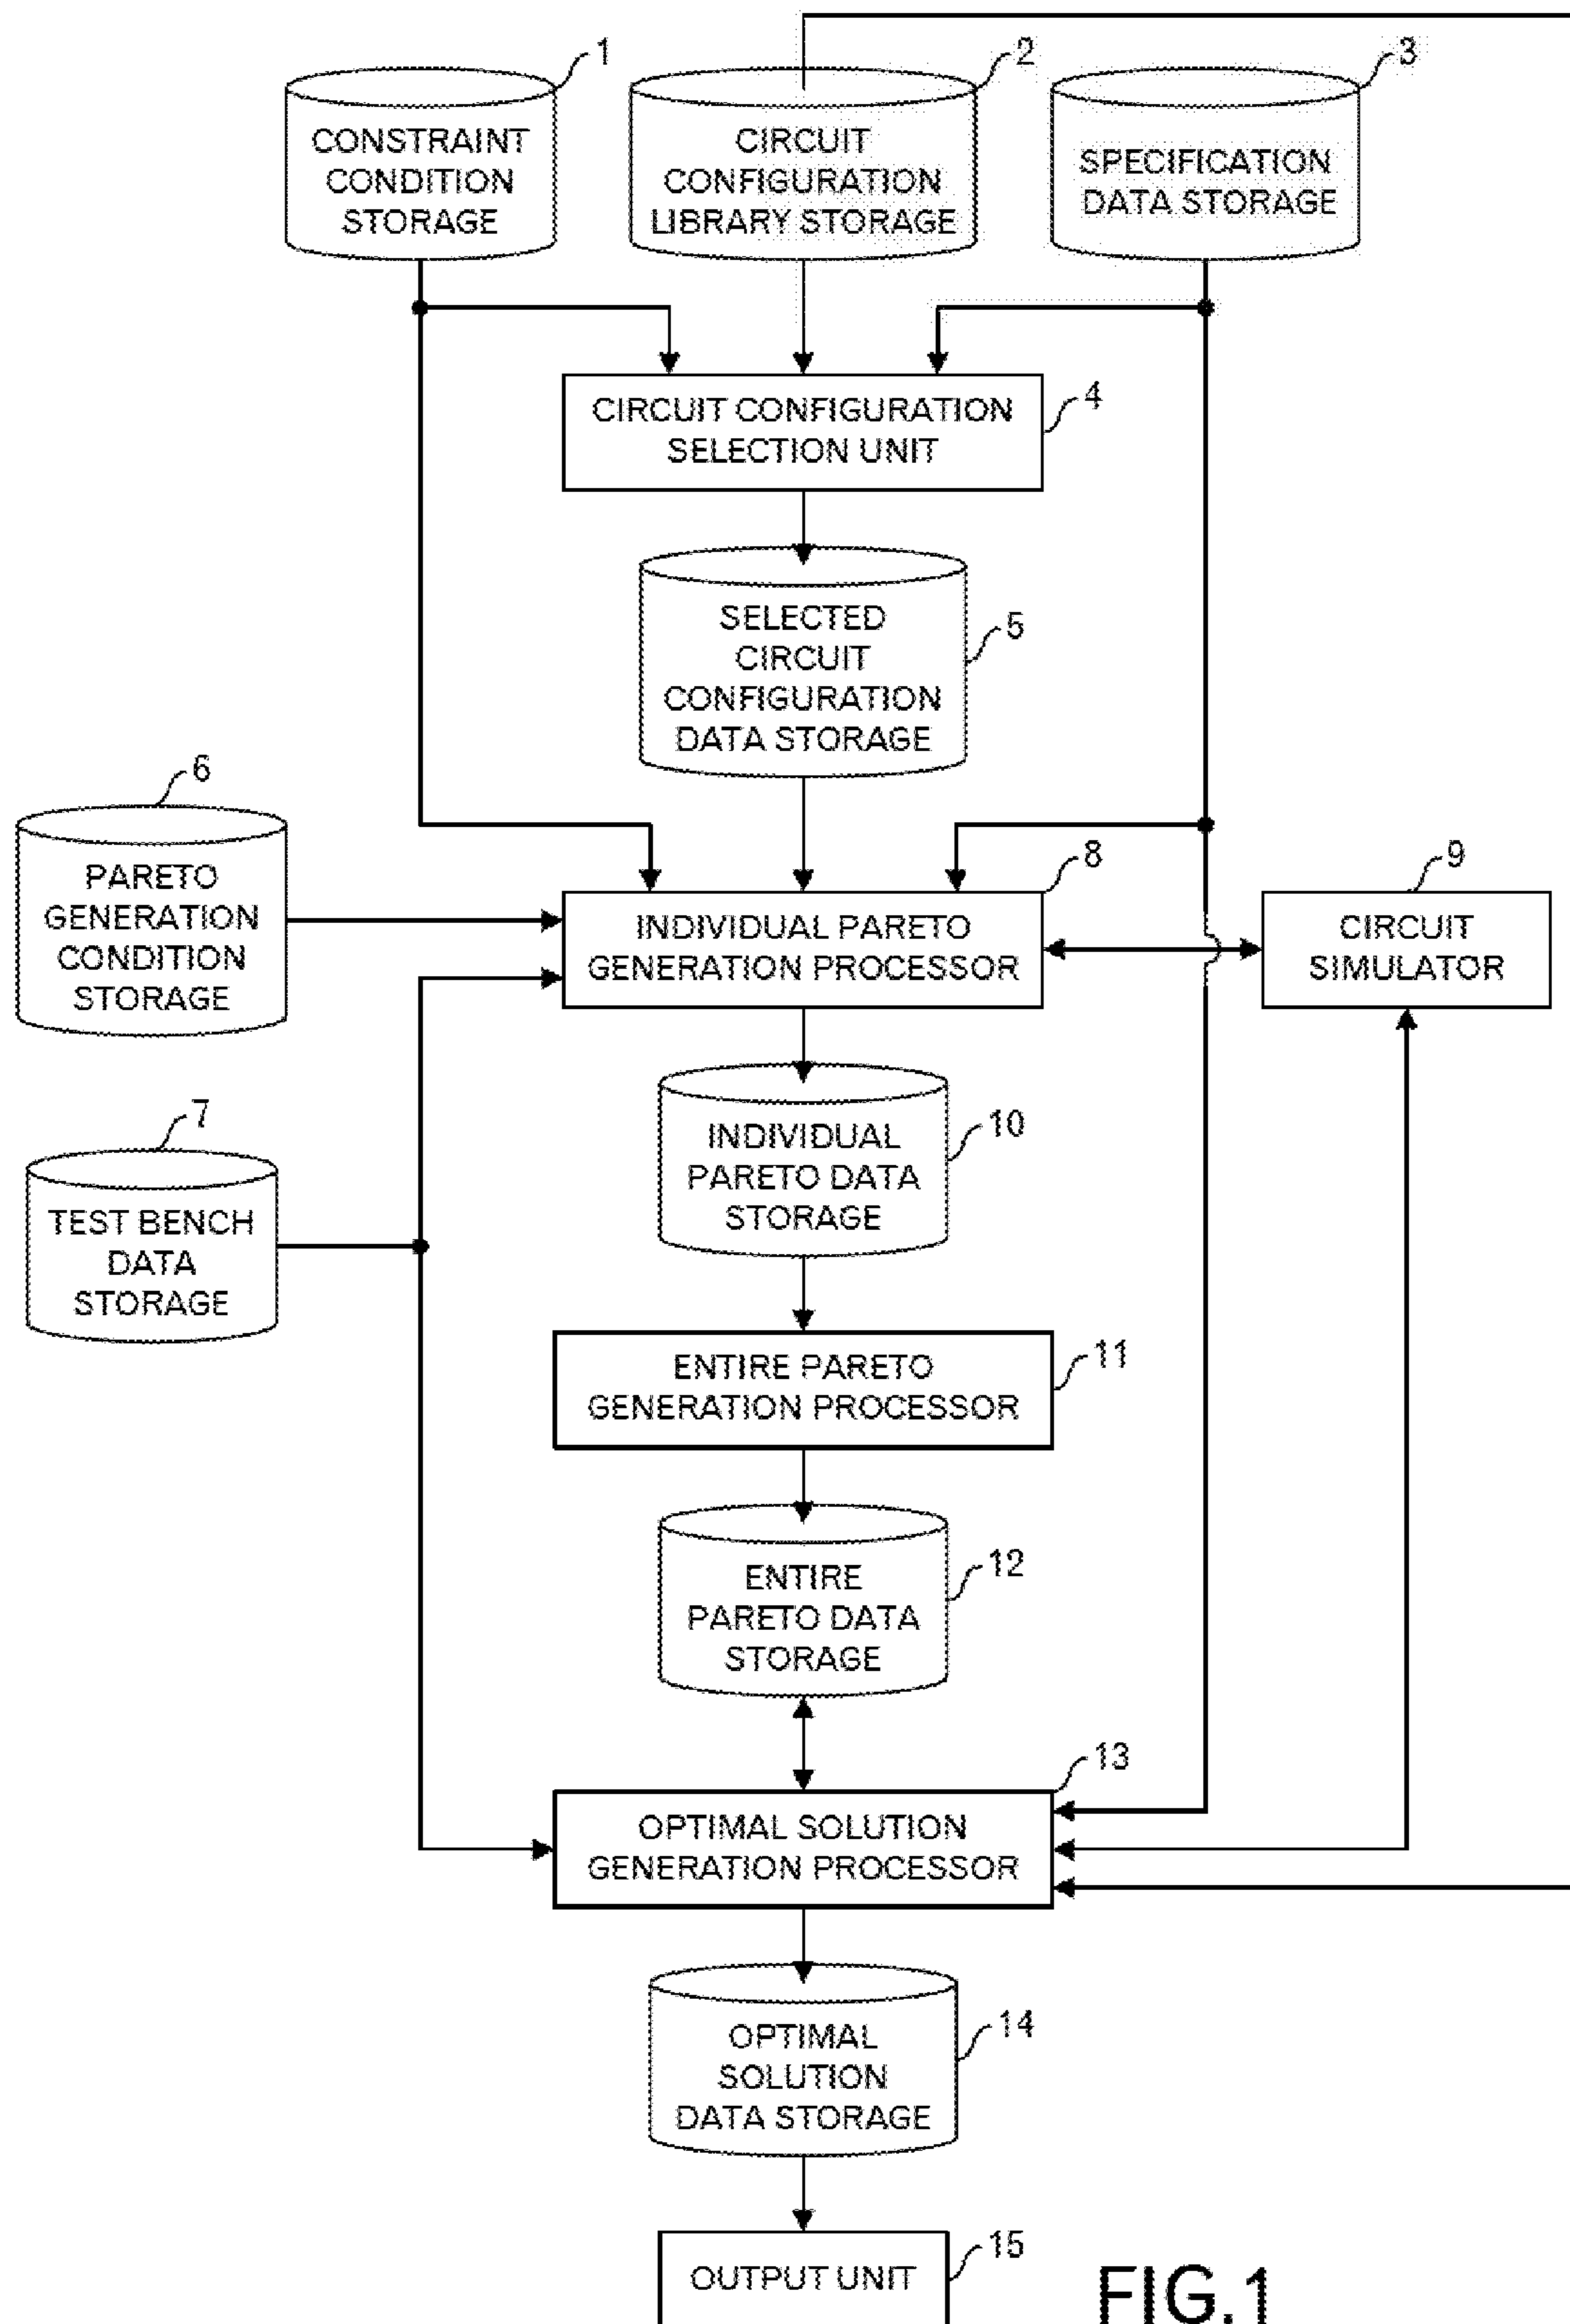 1
2
3
CONSTRAINT
CONDITION
STORAGE
CIRCUIT
CONFIGURATION
LIBRARY STORAGE
SPECIFICATION
DATA STORAGE
CIRCUIT CONFIGURATION
SELECTION UNIT
4
SELECTED
CIRCUIT
CONFIGURATION
DATA STORAGE
5
6
PARETO
GENERATION
CONDITION
STORAGE
8
INDIVIDUAL PARETO
GENERATION PROCESSOR
9
CIRCUIT
SIMULATOR
7
TEST BENCH
DATA
STORAGE
10
INDIVIDUAL
PARETO DATA
STORAGE
11
ENTIRE PARETO
GENERATION PROCESSOR
12
ENTIRE
PARETO DATA
STORAGE
13
OPTIMAL SOLUTION
GENERATION PROCESSOR
14
OPTIMAL
SOLUTION
DATA STORAGE
15
OUTPUT UNIT
FIG.1